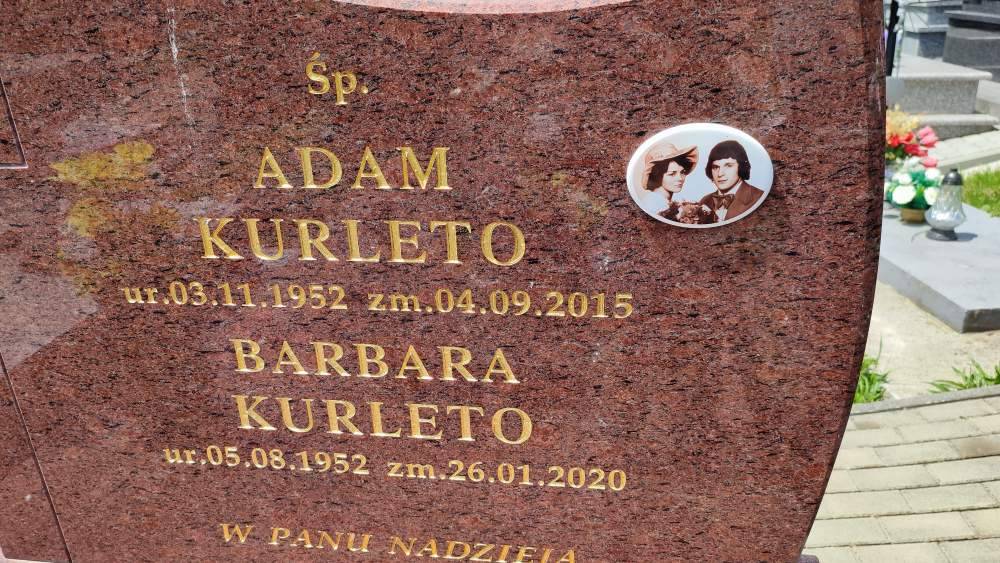 Śp.
ADAM
KURLETO
ur.03.11.1952 zm.04.09.2015
BARBARA
KURLETO
ur.05.08.1952 zm.26.01.2020
W PANU NADZIEJA